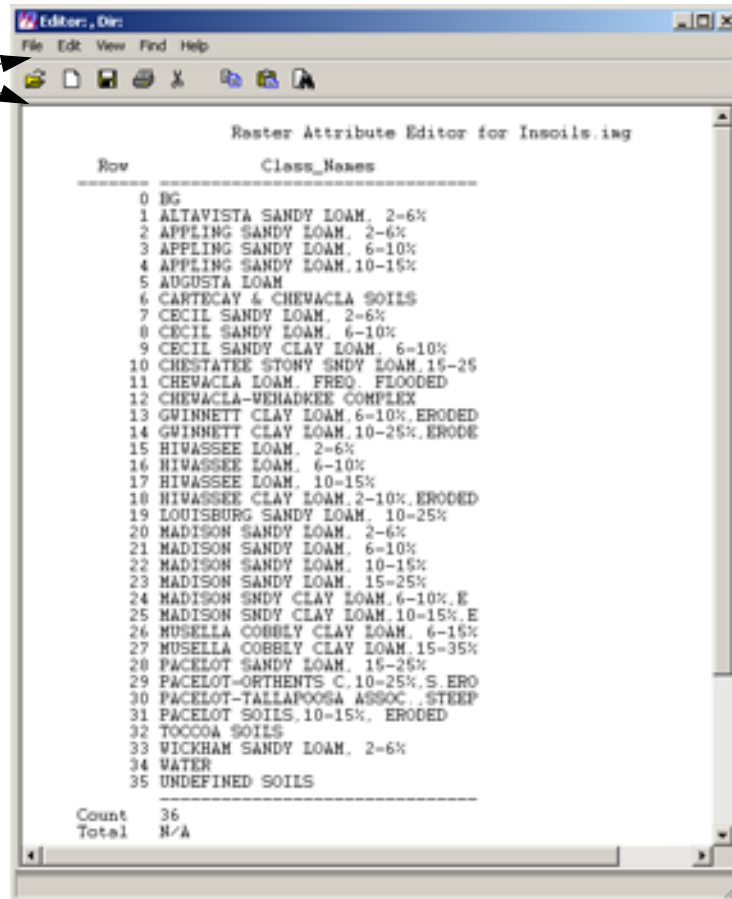 Editor: , Dir:
File Edit View Find Help
Raster Attribute Editor for Insoils.img
Row Class_Names
------- --------------------------------
0 BG
1 ALTAVISTA SANDY LOAM, 2-6%
2 APPLING SANDY LOAM, 2-6%
3 APPLING SANDY LOAM, 6-10%
4 APPLING SANDY LOAM,10-15%
5 AUGUSTA LOAM
6 CARTECAY & CHEWACLA SOILS
7 CECIL SANDY LOAM, 2-6%
8 CECIL SANDY LOAM, 6-10%
9 CECIL SANDY CLAY LOAM, 6-10%
10 CHESTATEE STONY SNDY LOAM,15-25
11 CHEWACLA LOAM, FREQ. FLOODED
12 CHEWACLA-WEHADKEE COMPLEX
13 GWINNETT CLAY LOAM,6-10%,ERODED
14 GWINNETT CLAY LOAM,10-25%,ERODE
15 HIWASSEE LOAM, 2-6%
16 HIWASSEE LOAM, 6-10%
17 HIWASSEE LOAM, 10-15%
18 HIWASSEE CLAY LOAM,2-10%,ERODED
19 LOUISBURG SANDY LOAM, 10-25%
20 MADISON SANDY LOAM, 2-6%
21 MADISON SANDY LOAM, 6-10%
22 MADISON SANDY LOAM, 10-15%
23 MADISON SANDY LOAM, 15-25%
24 MADISON SNDY CLAY LOAM,6-10%,E
25 MADISON SNDY CLAY LOAM,10-15%,E
26 MUSELLA COBBLY CLAY LOAM, 6-15%
27 MUSELLA COBBLY CLAY LOAM,15-35%
28 PACELOT SANDY LOAM, 15-25%
29 PACELOT-ORTHENTS C,10-25%,S.ERO
30 PACELOT-TALLAPOOSA ASSOC.,STEEP
31 PACELOT SOILS,10-15%, ERODED
32 TOCCOA SOILS
33 WICKHAM SANDY LOAM, 2-6%
34 WATER
35 UNDEFINED SOILS
--------------------------------
Count 36
Total N/A